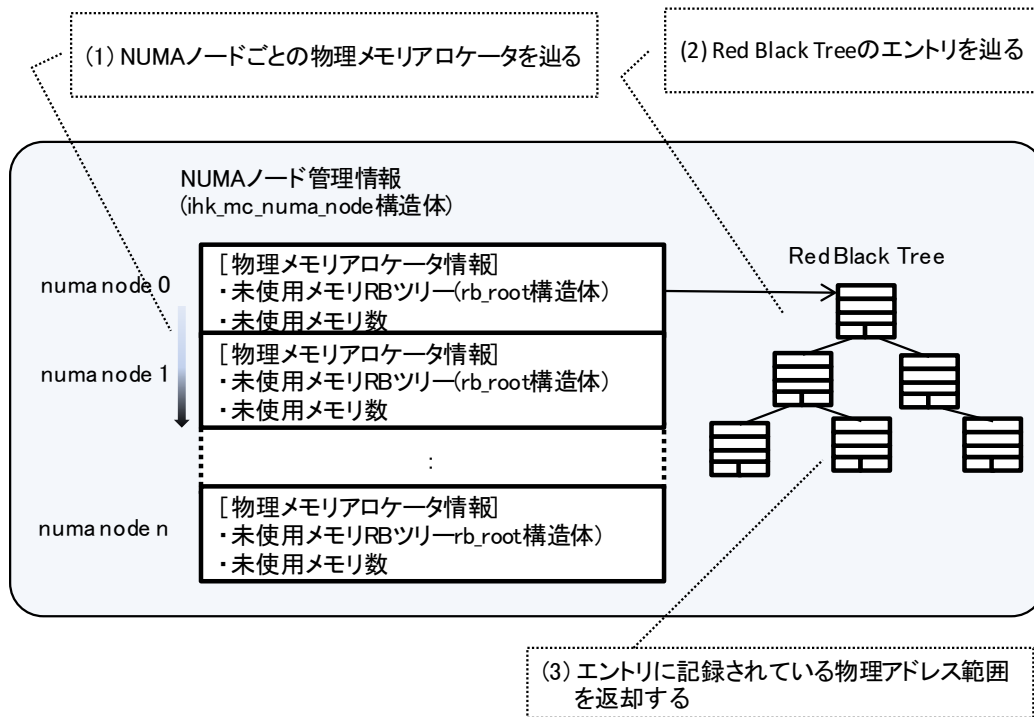 (1) NUMAノードごとの物理メモリアロケータを辿る
(2) Red Black Treeのエントリを辿る
NUMAノード管理情報
(ihk_mc_numa_node構造体)
numa node 0
[物理メモリアロケータ情報]
・未使用メモリRBツリー(rb_root構造体)
・未使用メモリ数
Red Black Tree
numa node 1
[物理メモリアロケータ情報]
・未使用メモリRBツリー(rb_root構造体)
・未使用メモリ数
:
numa node n
[物理メモリアロケータ情報]
・未使用メモリRBツリーrb_root構造体)
・未使用メモリ数
(3) エントリに記録されている物理アドレス範囲
を返却する